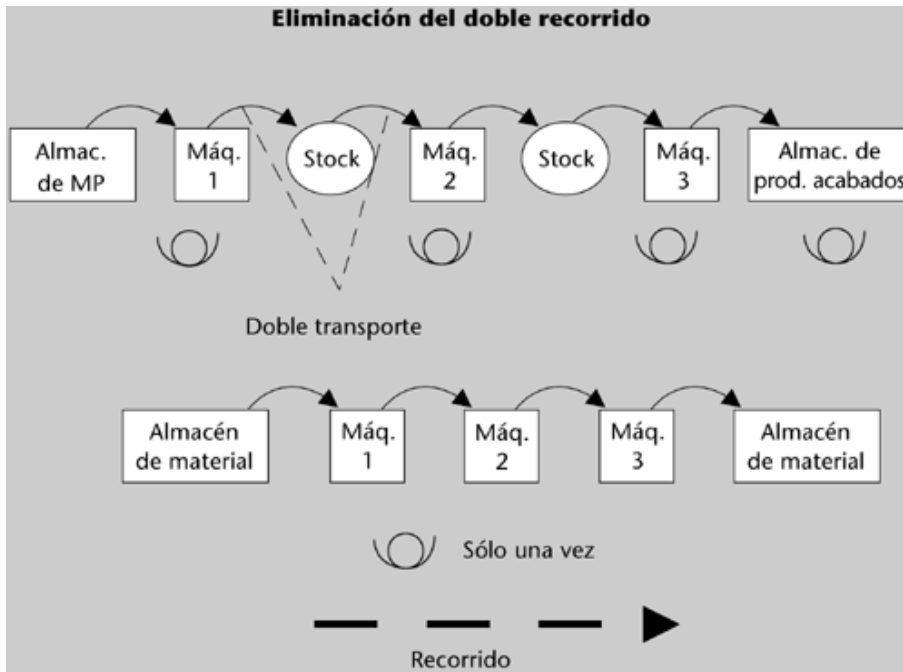 Eliminación del doble recorrido
Almac.
de MP
Máq.
1
Stock
Máq.
2
Stock
Máq.
3
Almac. de
prod. acabados
Doble transporte
Almacén
de material
Máq.
1
Máq.
2
Máq.
3
Almacén
de material
Sólo una vez
Recorrido